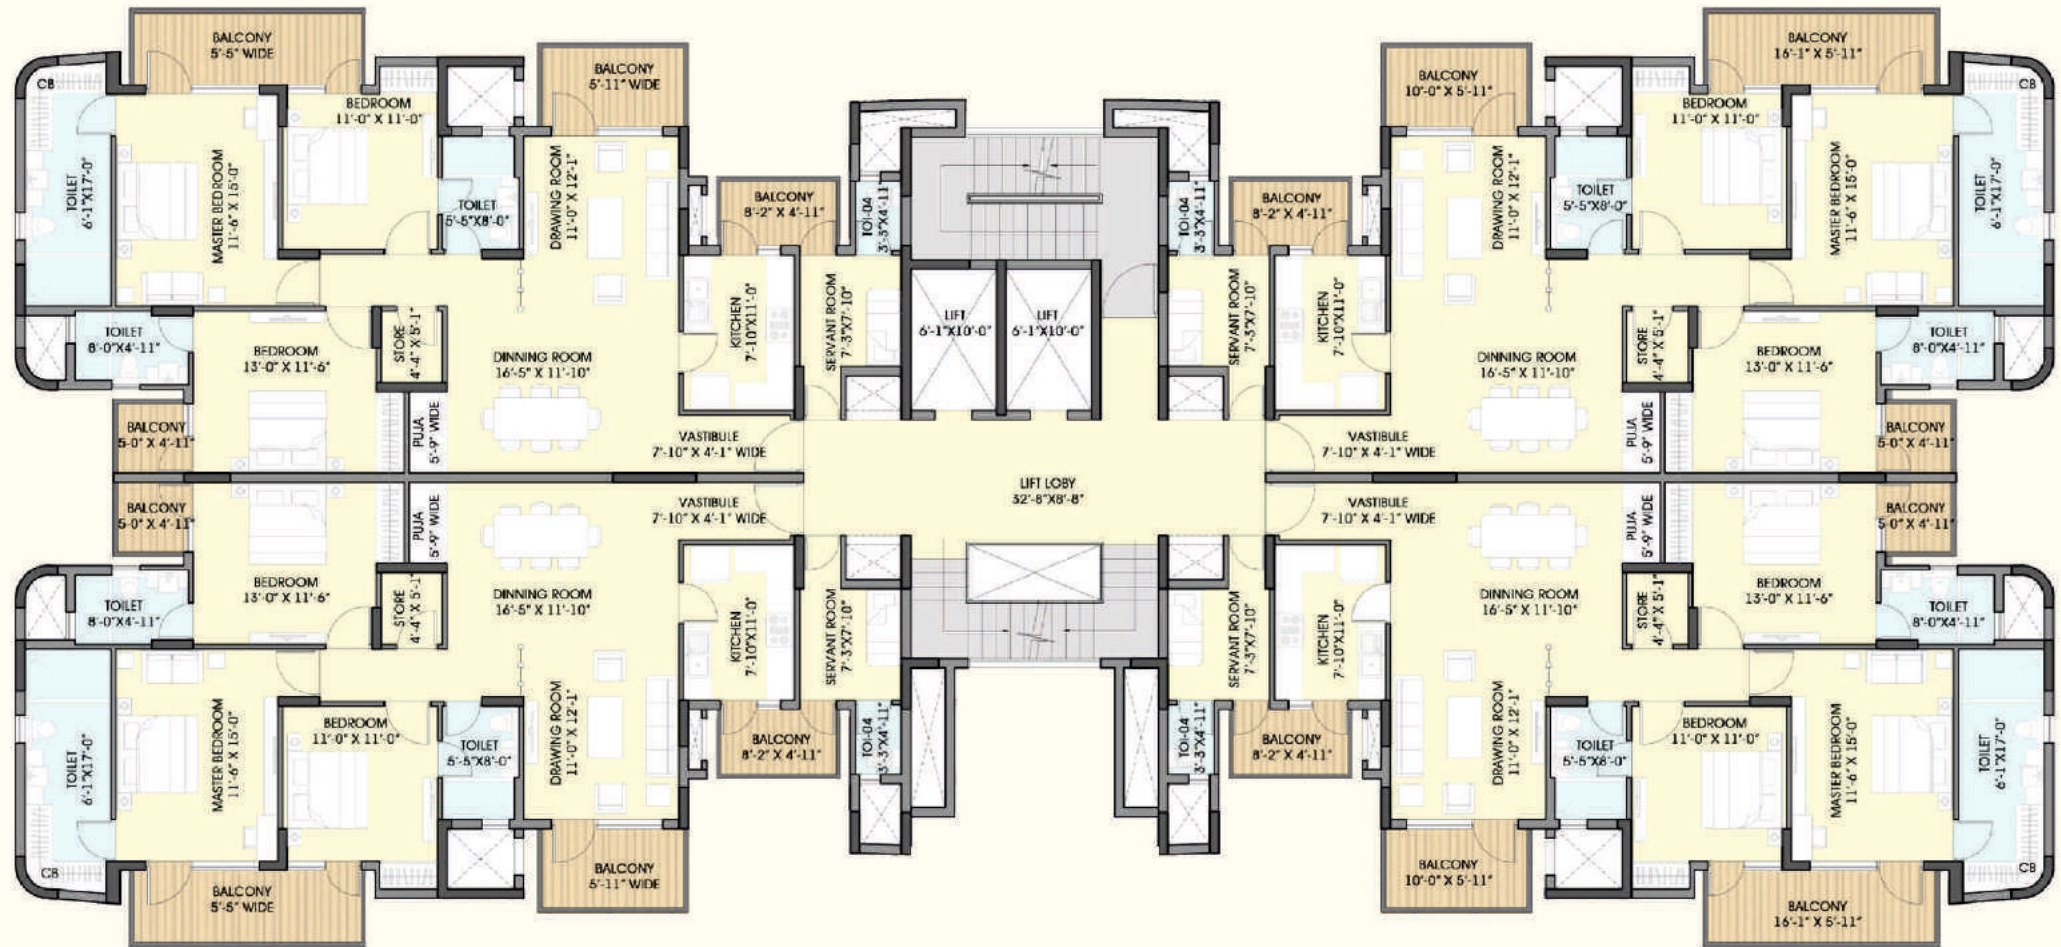 BALCONY
5'-5" WIDE
CB
BEDROOM
11'-0" X 11'-0"
BALCONY
5'-11" WIDE
TOILET
6'-1"X17'-0"
MASTER BEDROOM
11'-6" X 15'-0"
TOILET
5'-5"X8'-0"
DRAWING ROOM
11'-0" X 12'-1"
BALCONY
8'-2" X 4'-11"
TOI-04
3'-3"X4'-11"
TOILET
8'-0"X4'-11"
BEDROOM
13'-0" X 11'-6"
STORE
4'-4" X 5'-1"
DINNING ROOM
16'-5" X 11'-10"
KITCHEN
7'-10"X11'-0"
SERVANT ROOM
7'-3"X7'-10"
BALCONY
5-0" X 4'-11"
PUJA
5'-9" WIDE
VASTIBULE
7'-10" X 4'-1" WIDE
LIFT
6'-1"X10'-0"
LIFT
6'-1"X10'-0"
LIFT LOBY
32'-8"X8'-8"
BALCONY
10'-0" X 5'-11"
BALCONY
16'-1" X 5'-11"
BEDROOM
11'-0" X 11'-0"
CB
TOI-04
3'-3"X4'-11"
BALCONY
8'-2" X 4'-11"
DRAWING ROOM
11'-0" X 12'-1"
TOILET
5'-5"X8'-0"
MASTER BEDROOM
11'-6" X 15'-0"
TOILET
6'-1"X17'-0"
SERVANT ROOM
7'-3"X7'-10"
KITCHEN
7'-10"X11'-0"
DINNING ROOM
16'-5" X 11'-10"
STORE
4'-4" X 5'-1"
BEDROOM
13'-0" X 11'-6"
TOILET
8'-0"X4'-11"
VASTIBULE
7'-10" X 4'-1" WIDE
PUJA
5'-9" WIDE
BALCONY
5-0" X 4'-11"
BALCONY
5-0" X 4'-11"
PUJA
5'-9" WIDE
VASTIBULE
7'-10" X 4'-1" WIDE
TOILET
8'-0"X4'-11"
BEDROOM
13'-0" X 11'-6"
STORE
4'-4" X 5'-1"
DINNING ROOM
16'-5" X 11'-10"
KITCHEN
7'-10"X11'-0"
SERVANT ROOM
7'-3"X7'-10"
TOILET
6'-1"X17'-0"
MASTER BEDROOM
11'-6" X 15'-0"
BEDROOM
11'-0" X 11'-0"
TOILET
5'-5"X8'-0"
DRAWING ROOM
11'-0" X 12'-1"
BALCONY
8'-2" X 4'-11"
TOI-04
3'-3"X4'-11"
CB
BALCONY
5'-5" WIDE
BALCONY
5'-11" WIDE
VASTIBULE
7'-10" X 4'-1" WIDE
PUJA
5'-9" WIDE
BALCONY
5-0" X 4'-11"
SERVANT ROOM
7'-3"X7'-10"
KITCHEN
7'-10"X11'-0"
DINNING ROOM
16'-5" X 11'-10"
STORE
4'-4" X 5'-1"
BEDROOM
13'-0" X 11'-6"
TOILET
8'-0"X4'-11"
TOI-04
3'-3"X4'-11"
BALCONY
8'-2" X 4'-11"
DRAWING ROOM
11'-0" X 12'-1"
TOILET
5'-5"X8'-0"
BEDROOM
11'-0" X 11'-0"
MASTER BEDROOM
11'-6" X 15'-0"
TOILET
6'-1"X17'-0"
BALCONY
10'-0" X 5'-11"
BALCONY
16'-1" X 5'-11"
CB